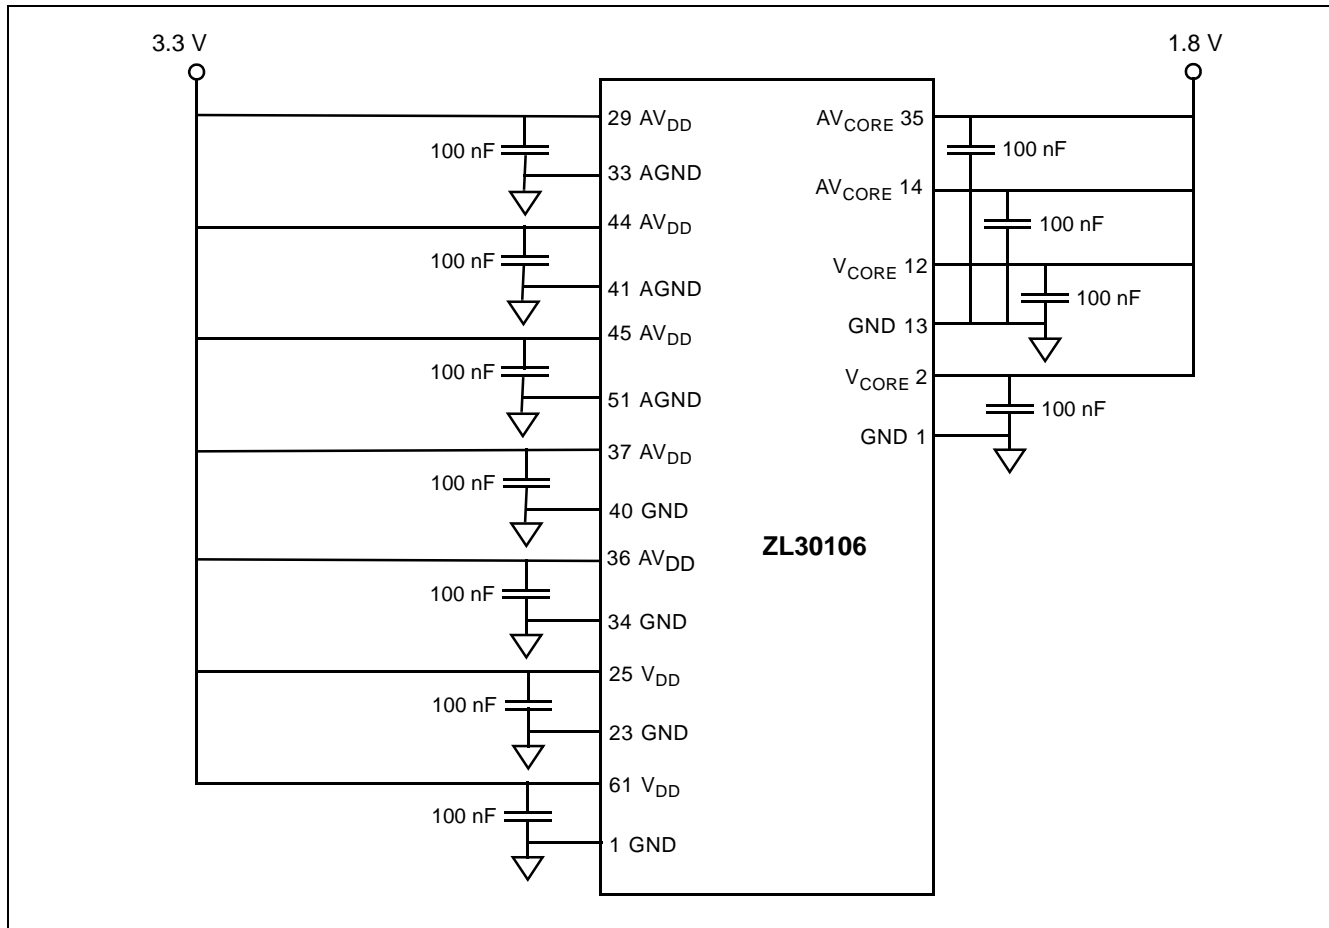 3.3 V
1.8 V
29 AVDD
100 nF
33 AGND
44 AVDD
100 nF
41 AGND
45 AVDD
100 nF
51 AGND
37 AVDD
100 nF
40 GND
36 AVDD
100 nF
34 GND
25 VDD
100 nF
23 GND
61 VDD
100 nF
1 GND
ZL30106
AVCORE 35
100 nF
AVCORE 14
100 nF
VCORE 12
100 nF
GND 13
VCORE 2
100 nF
GND 1